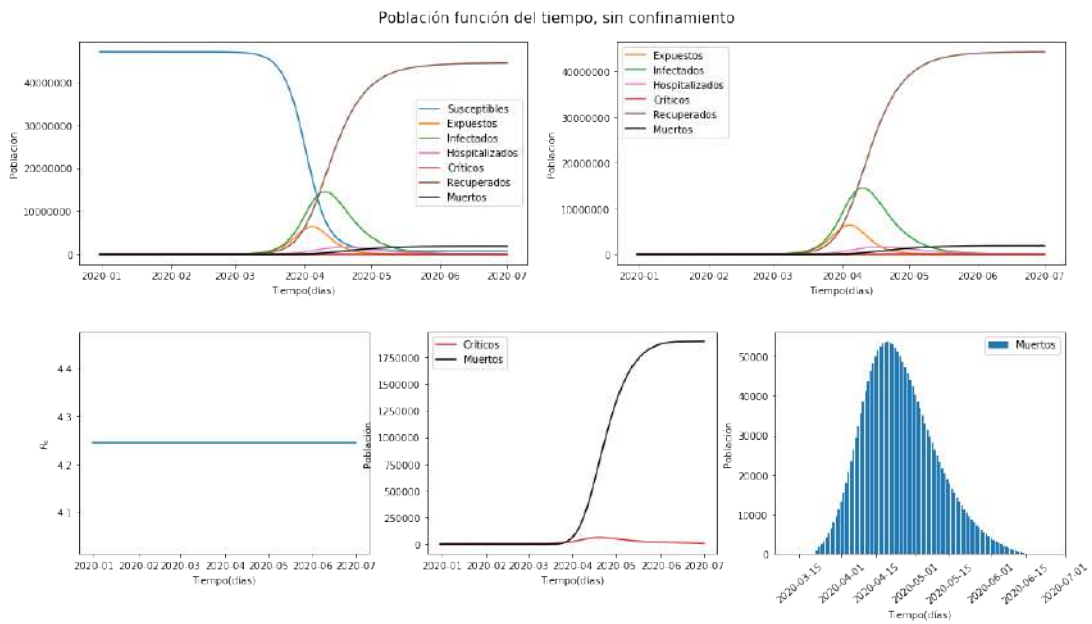 Población función del tiempo, sin confinamiento
40000000
30000000
20000000
10000000
0
Población
Susceptibles
Expuestos
Infectados
Hospitalizados
Críticos
Recuperados
Muertos
2020-01 2020-02 2020-03 2020-04 2020-05 2020-06 2020-07
Tiempo(días)
40000000
30000000
20000000
10000000
0
Población
Expuestos
Infectados
Hospitalizados
Críticos
Recuperados
Muertos
2020-01 2020-02 2020-03 2020-04 2020-05 2020-06 2020-07
Tiempo(días)
4.4
4.3
4.2
4.1
2020-01 2020-02 2020-03 2020-04 2020-05 2020-06 2020-07
Tiempo(días)
1750000
1500000
1250000
1000000
750000
500000
250000
0
Población
Críticos
Muertos
2020-01 2020-02 2020-03 2020-04 2020-05 2020-06 2020-07
Tiempo(días)
50000
40000
30000
20000
10000
0
Población
Muertos
2020-03-15 2020-04-01 2020-04-15 2020-05-01 2020-05-15 2020-06-01 2020-06-15 2020-07-01
Tiempo(días)